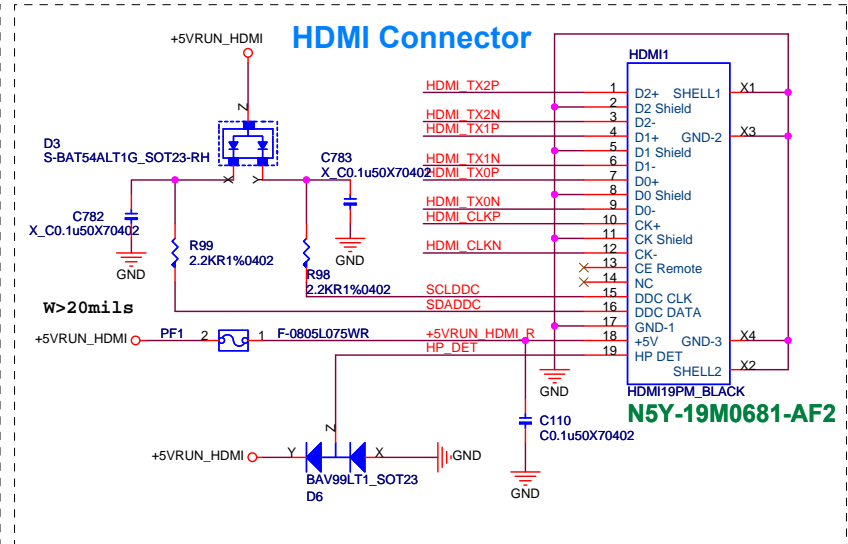 HDMI Connector
+5VRUN_HDMI
Z
D3
S-BAT54ALT1G_SOT23-RH
X
Y
C783
X_C0.1u50X70402
C782
X_C0.1u50X70402
GND
GND
R99
2.2KR1%0402
R98
2.2KR1%0402
W>20mils
+5VRUN_HDMI
PF1
2
1
F-0805L075WR
+5VRUN_HDMI_R
HP_DET
SCLDDC
SDADDC
HDMI_TX2P
HDMI_TX2N
HDMI_TX1P
HDMI_TX1N
HDMI_TX0P
HDMI_TX0N
HDMI_CLKP
HDMI_CLKN
HDMI1
1 D2+
2 D2 Shield
3 D2-
4 D1+
5 D1 Shield
6 D1-
7 D0+
8 D0 Shield
9 D0-
10 CK+
11 CK Shield
12 CK-
13 CE Remote
14 NC
15 DDC CLK
16 DDC DATA
17 GND-1
18 +5V
19 HP DET
SHELL1 X1
GND-2 X3
GND-3 X4
SHELL2 X2
HDMI19PM_BLACK
N5Y-19M0681-AF2
GND
C110
C0.1u50X70402
GND
Z
+5VRUN_HDMI
Y
X
GND
BAV99LT1_SOT23
D6